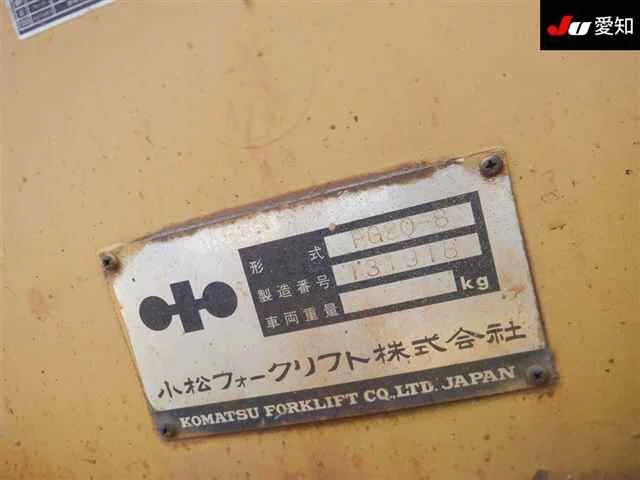 JU 愛知
形式 FG20-8
製造番号
車両重量 kg
小松フォークリフト株式会社
KOMATSU FORKLIFT CO.,LTD. JAPAN